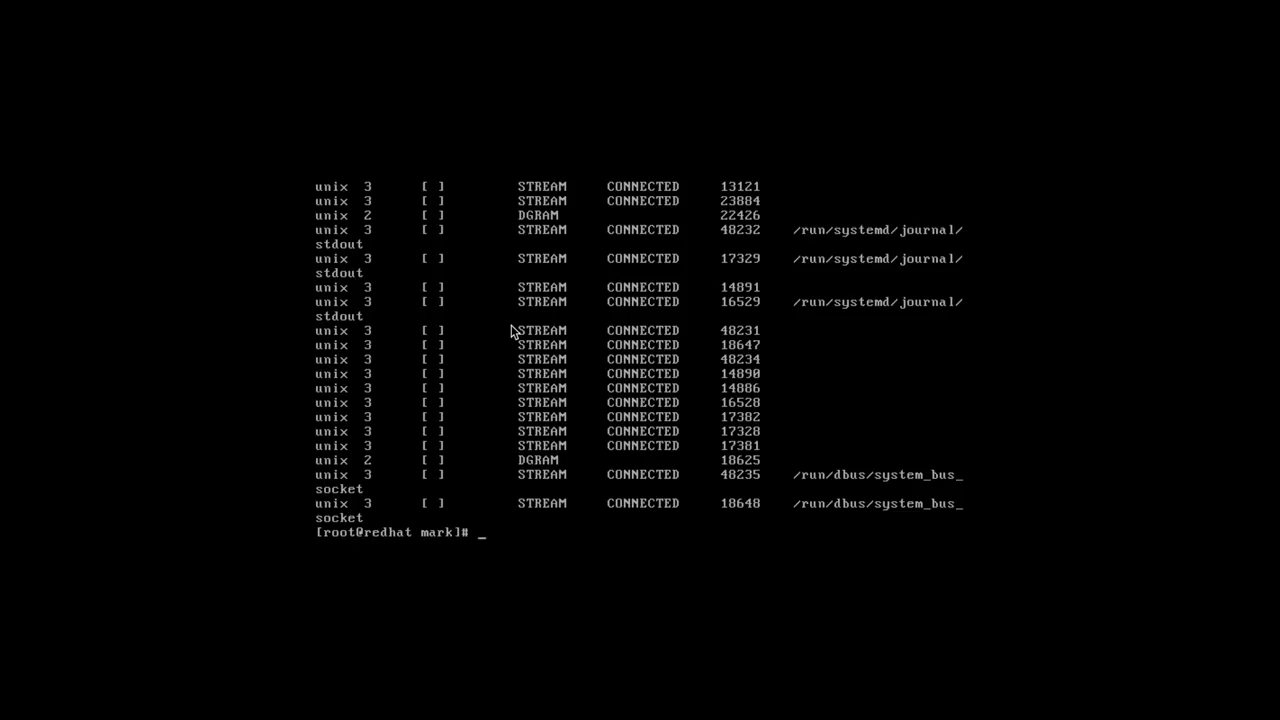 unix  3      [ ]         STREAM     CONNECTED     13121
unix  3      [ ]         STREAM     CONNECTED     23884
unix  2      [ ]         DGRAM                    22426
unix  3      [ ]         STREAM     CONNECTED     48232    /run/systemd/journal/
stdout
unix  3      [ ]         STREAM     CONNECTED     17329    /run/systemd/journal/
stdout
unix  3      [ ]         STREAM     CONNECTED     14891
unix  3      [ ]         STREAM     CONNECTED     16529    /run/systemd/journal/
stdout
unix  3      [ ]         STREAM     CONNECTED     48231
unix  3      [ ]         STREAM     CONNECTED     18647
unix  3      [ ]         STREAM     CONNECTED     48234
unix  3      [ ]         STREAM     CONNECTED     14890
unix  3      [ ]         STREAM     CONNECTED     14886
unix  3      [ ]         STREAM     CONNECTED     16528
unix  3      [ ]         STREAM     CONNECTED     17382
unix  3      [ ]         STREAM     CONNECTED     17328
unix  3      [ ]         STREAM     CONNECTED     17381
unix  2      [ ]         DGRAM                    18625
unix  3      [ ]         STREAM     CONNECTED     48235    /run/dbus/system_bus_
socket
unix  3      [ ]         STREAM     CONNECTED     18648    /run/dbus/system_bus_
socket
[root@redhat mark]# _